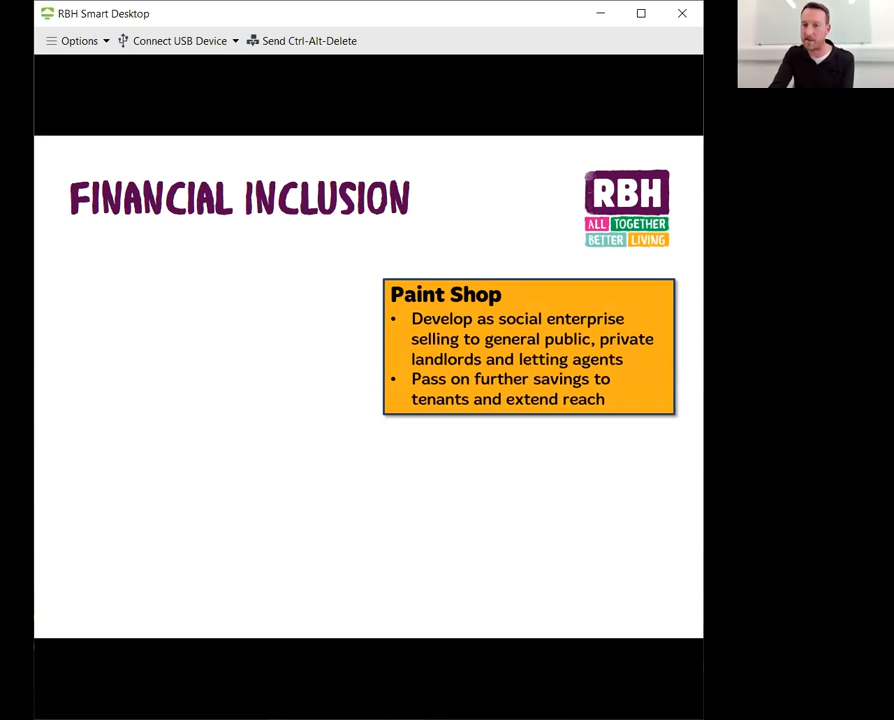 RBH Smart Desktop
Options Connect USB Device Send Ctrl-Alt-Delete
FINANCIAL INCLUSION
RBH
ALL TOGETHER
BETTER LIVING
Paint Shop
• Develop as social enterprise
selling to general public, private
landlords and letting agents
• Pass on further savings to
tenants and extend reach